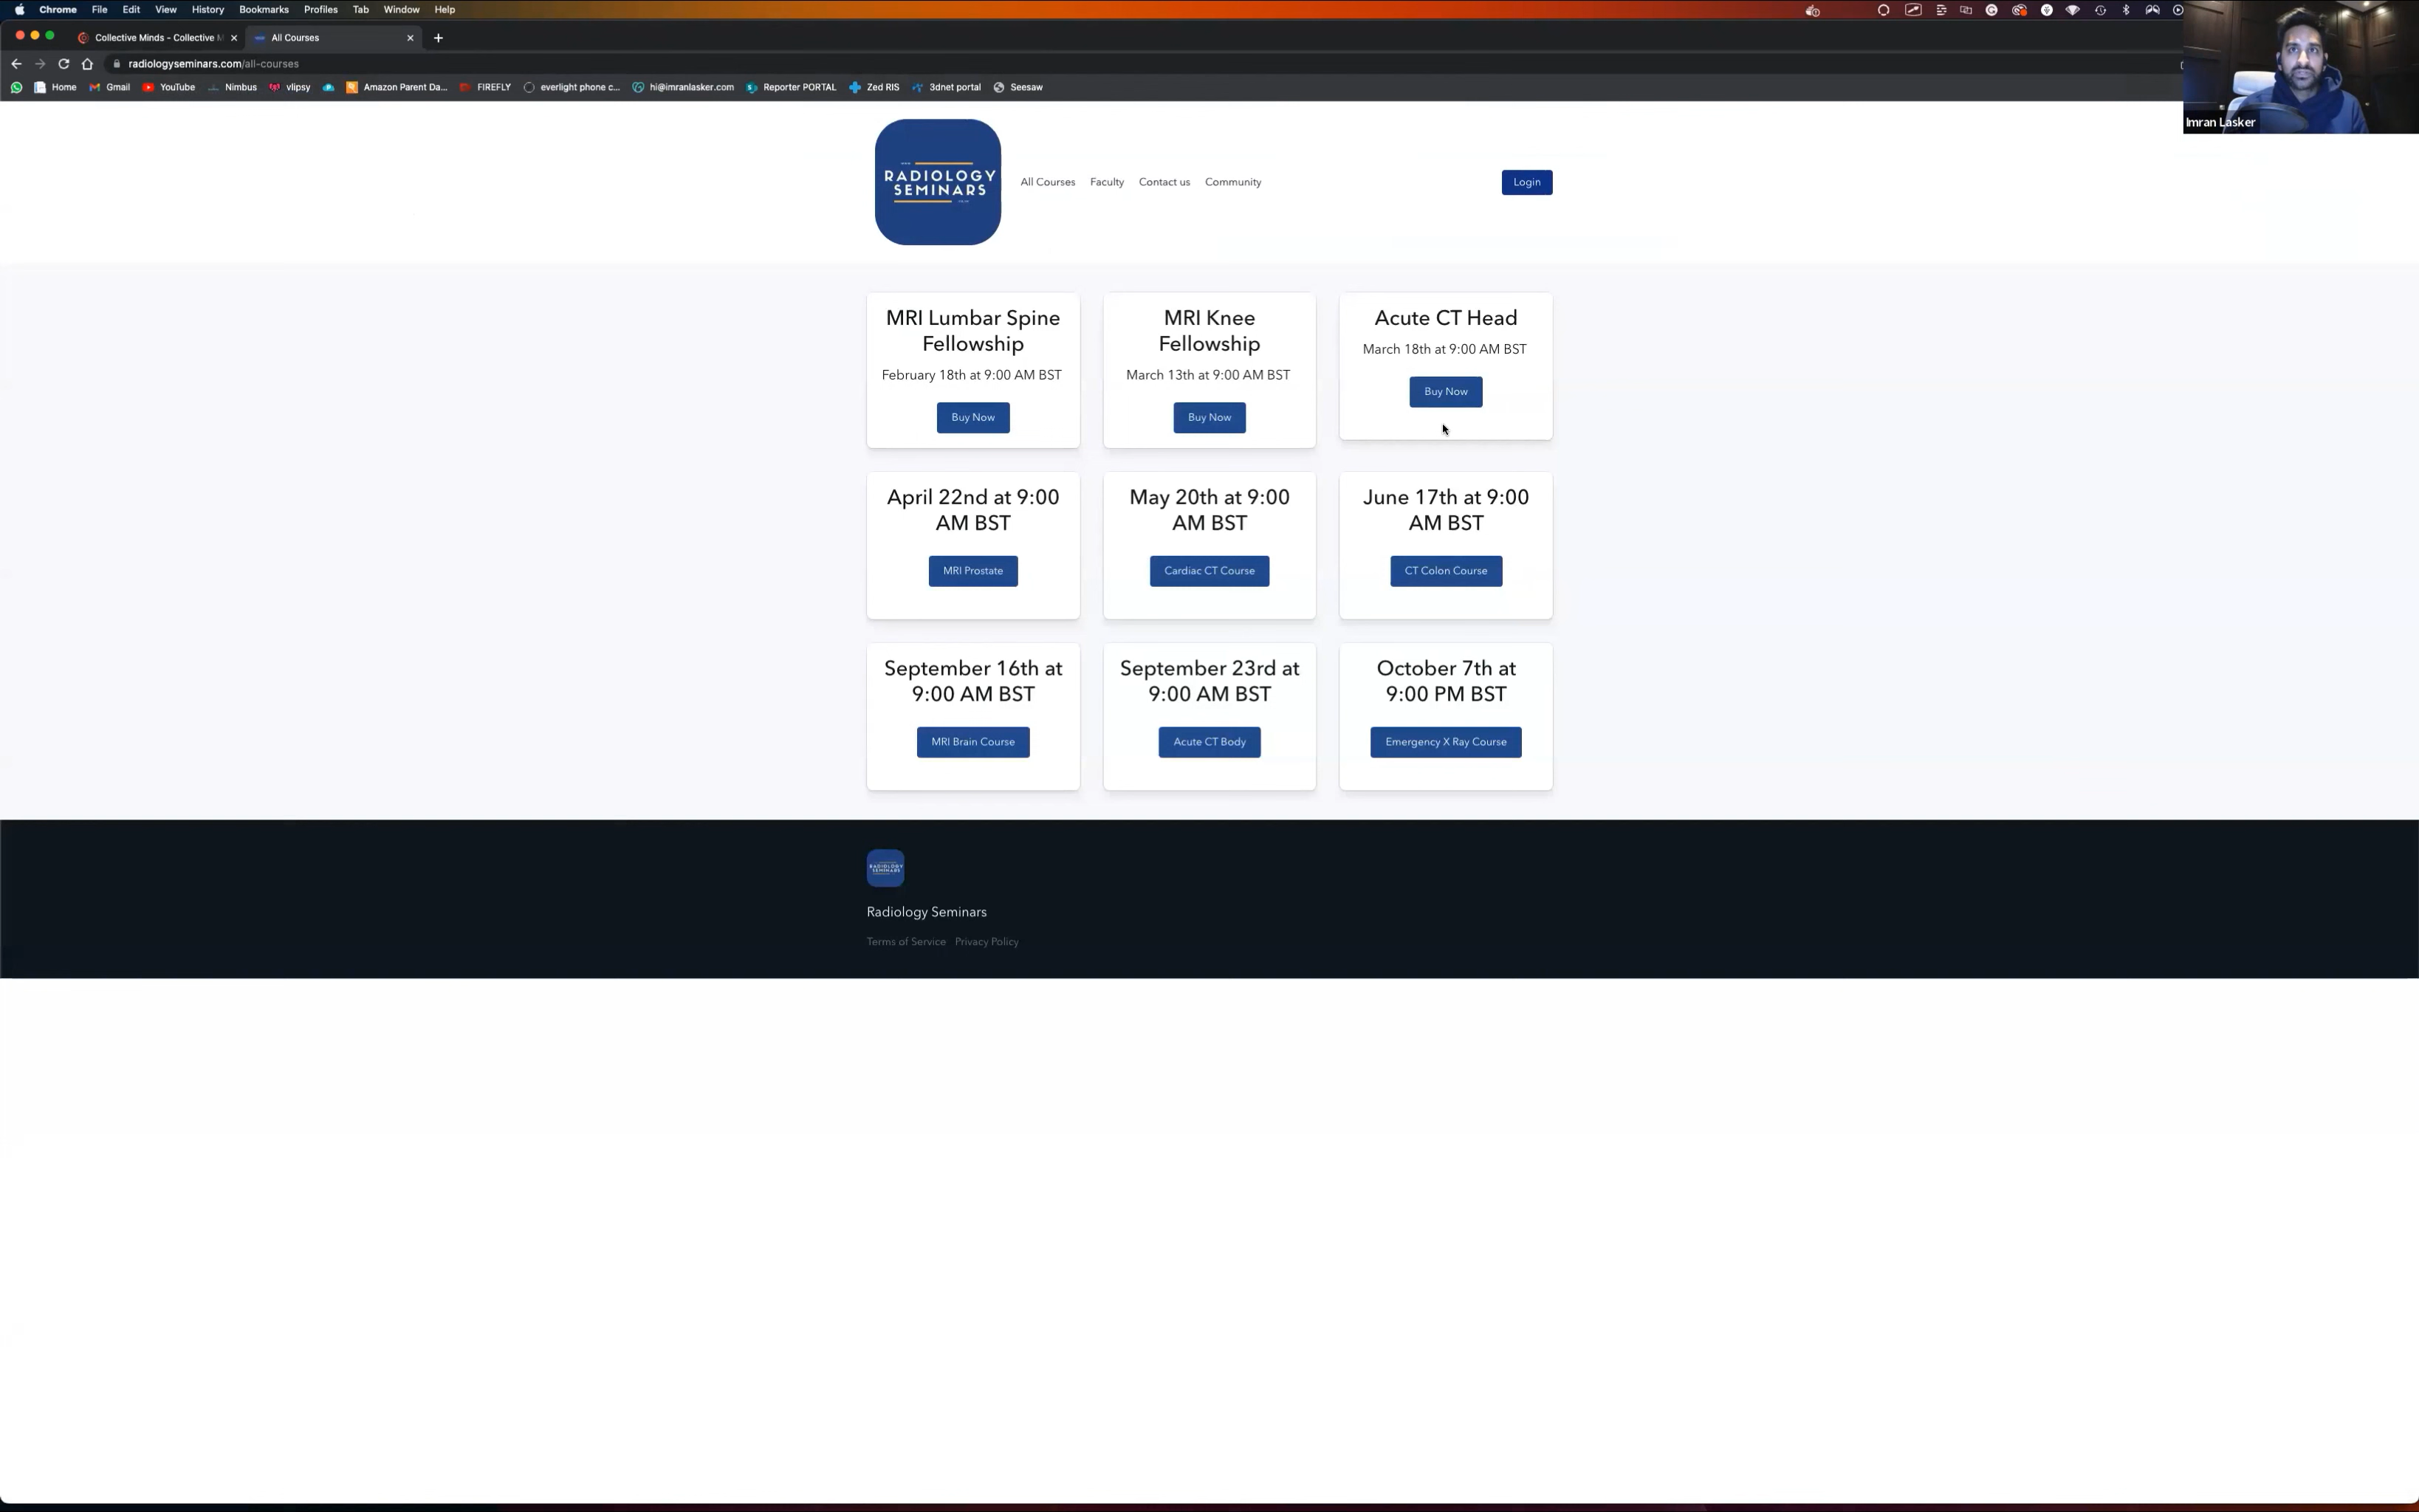 Chrome File Edit View History Bookmarks Profiles Tab Window Help
Collective Minds - Collective M All Courses
radiologyseminars.com/all-courses
Home Gmail YouTube Nimbus vlipsy Amazon Parent Da... FIREFLY everlight phone c... hi@imranlasker.com Reporter PORTAL Zed RIS 3dnet portal Seesaw
Imran Lasker
RADIOLOGY
SEMINARS
All Courses Faculty Contact us Community
Login
MRI Lumbar Spine
Fellowship
February 18th at 9:00 AM BST
Buy Now
MRI Knee
Fellowship
March 13th at 9:00 AM BST
Buy Now
Acute CT Head
March 18th at 9:00 AM BST
Buy Now
April 22nd at 9:00
AM BST
MRI Prostate
May 20th at 9:00
AM BST
Cardiac CT Course
June 17th at 9:00
AM BST
CT Colon Course
September 16th at
9:00 AM BST
MRI Brain Course
September 23rd at
9:00 AM BST
Acute CT Body
October 7th at
9:00 PM BST
Emergency X Ray Course
RADIOLOGY
SEMINARS
Radiology Seminars
Terms of Service Privacy Policy